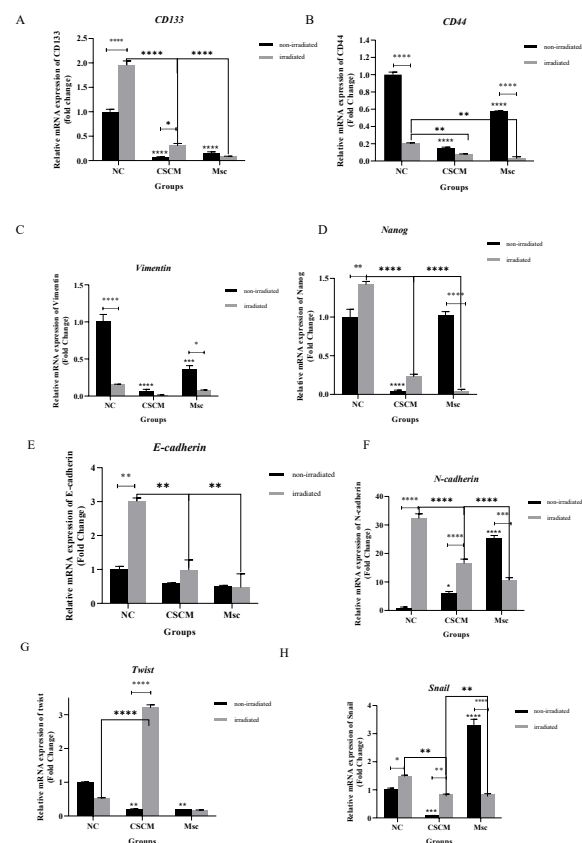 A
CD133
Relative mRNA expression of CD133
(fold change)
2.5
2.0
1.5
1.0
0.5
0.0
****
****
****
****
*
****
NC
CSCM
Msc
Groups
non-irradiated
irradiated
B
CD44
Relative mRNA expression of CD44
(Fold Change)
1.4
1.2
1.0
0.8
0.6
0.4
0.2
0.0
****
**
**
****
****
****
NC
CSCM
Msc
Groups
non-irradiated
irradiated
C
Vimentin
Relative mRNA expression of Vimentin
(Fold Change)
1.5
1.0
0.5
0.0
****
****
***
*
NC
CSCM
Msc
Groups
non-irradiated
irradiated
D
Nanog
Relative mRNA expression of Nanog
(Fold Change)
1.5
1.0
0.5
0.0
**
****
****
****
****
NC
CSCM
Msc
Groups
non-irradiated
irradiated
E
E-cadherin
Relative mRNA expression of E-cadherin
(Fold Change)
4
3
2
1
0
**
**
**
NC
CSCM
Msc
Groups
non-irradiated
irradiated
F
N-cadherin
Relative mRNA expression of N-cadherin
(Fold Change)
40
30
20
10
0
****
****
****
*
****
****
***
NC
CSCM
Msc
Groups
non-irradiated
irradiated
G
Twist
Relative mRNA expression of twist
(Fold Change)
3
2
1
0
****
****
**
**
NC
CSCM
Msc
Groups
non-irradiated
irradiated
H
Snail
Relative mRNA expression of Snail
(Fold Change)
4
3
2
1
0
*
**
***
**
**
****
****
NC
CSCM
Msc
Groups
non-irradiated
irradiated